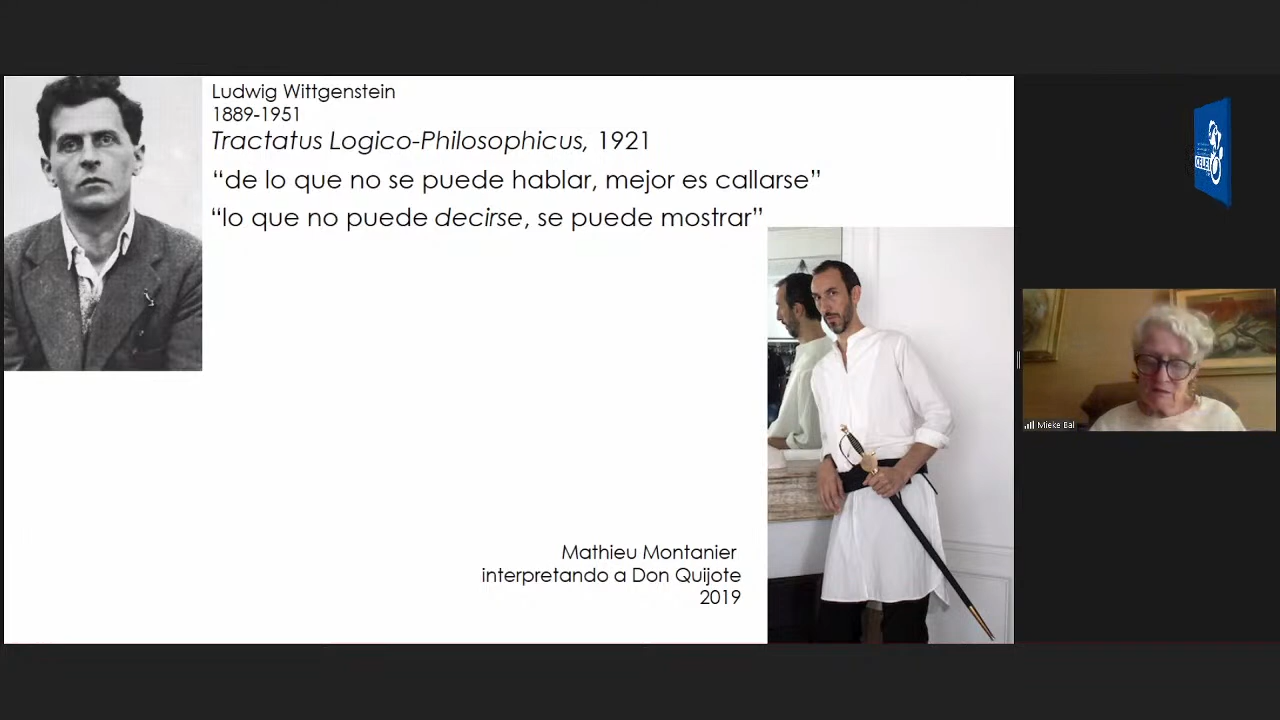 Ludwig Wittgenstein
1889-1951
Tractatus Logico-Philosophicus, 1921
“de lo que no se puede hablar, mejor es callarse”
“lo que no puede decirse, se puede mostrar”
Mathieu Montanier
interpretando a Don Quijote
2019
Mieke Bal